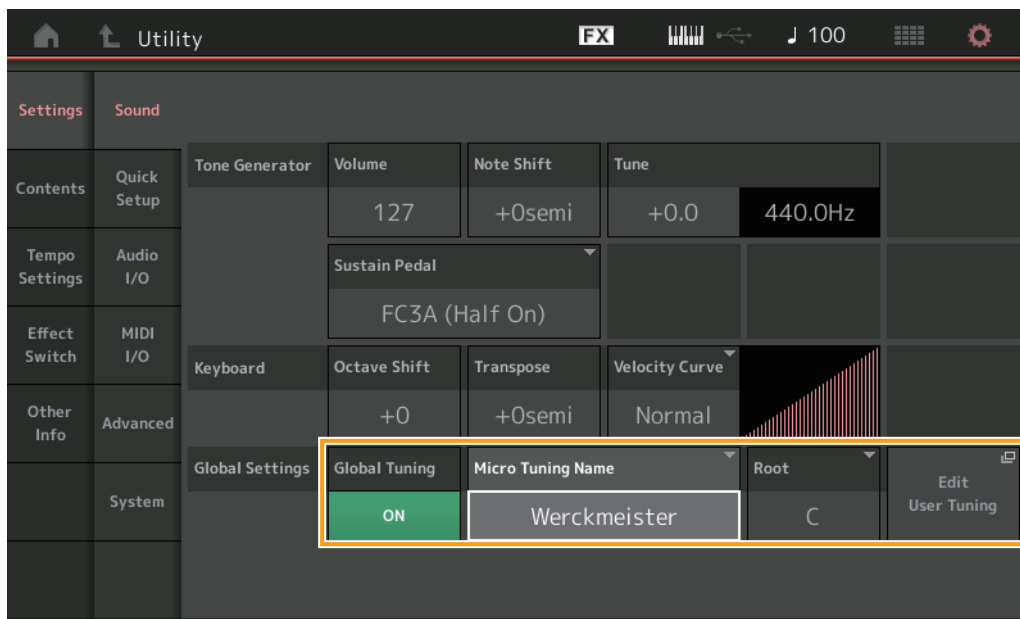 Utility
FX
♩ 100
Settings
Sound
Tone Generator
Volume
Note Shift
Tune
Contents
Quick
Setup
127
+0semi
+0.0
440.0Hz
Tempo
Settings
Audio
I/O
Sustain Pedal
FC3A (Half On)
Effect
Switch
MIDI
I/O
Keyboard
Octave Shift
Transpose
Velocity Curve
Other
Info
Advanced
+0
+0semi
Normal
Global Settings
Global Tuning
Micro Tuning Name
Root
Edit
User Tuning
System
ON
Werckmeister
C